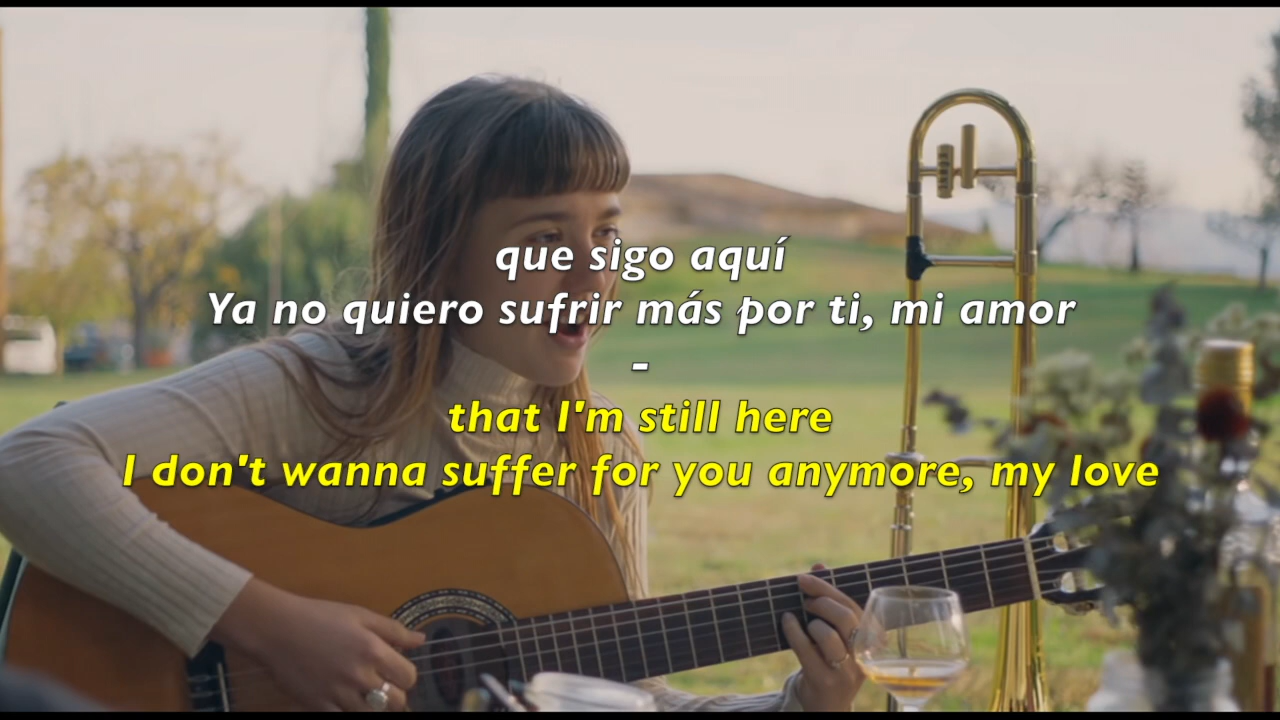 que sigo aquí
Ya no quiero sufrir más por ti, mi amor
-
that I'm still here
I don't wanna suffer for you anymore, my love